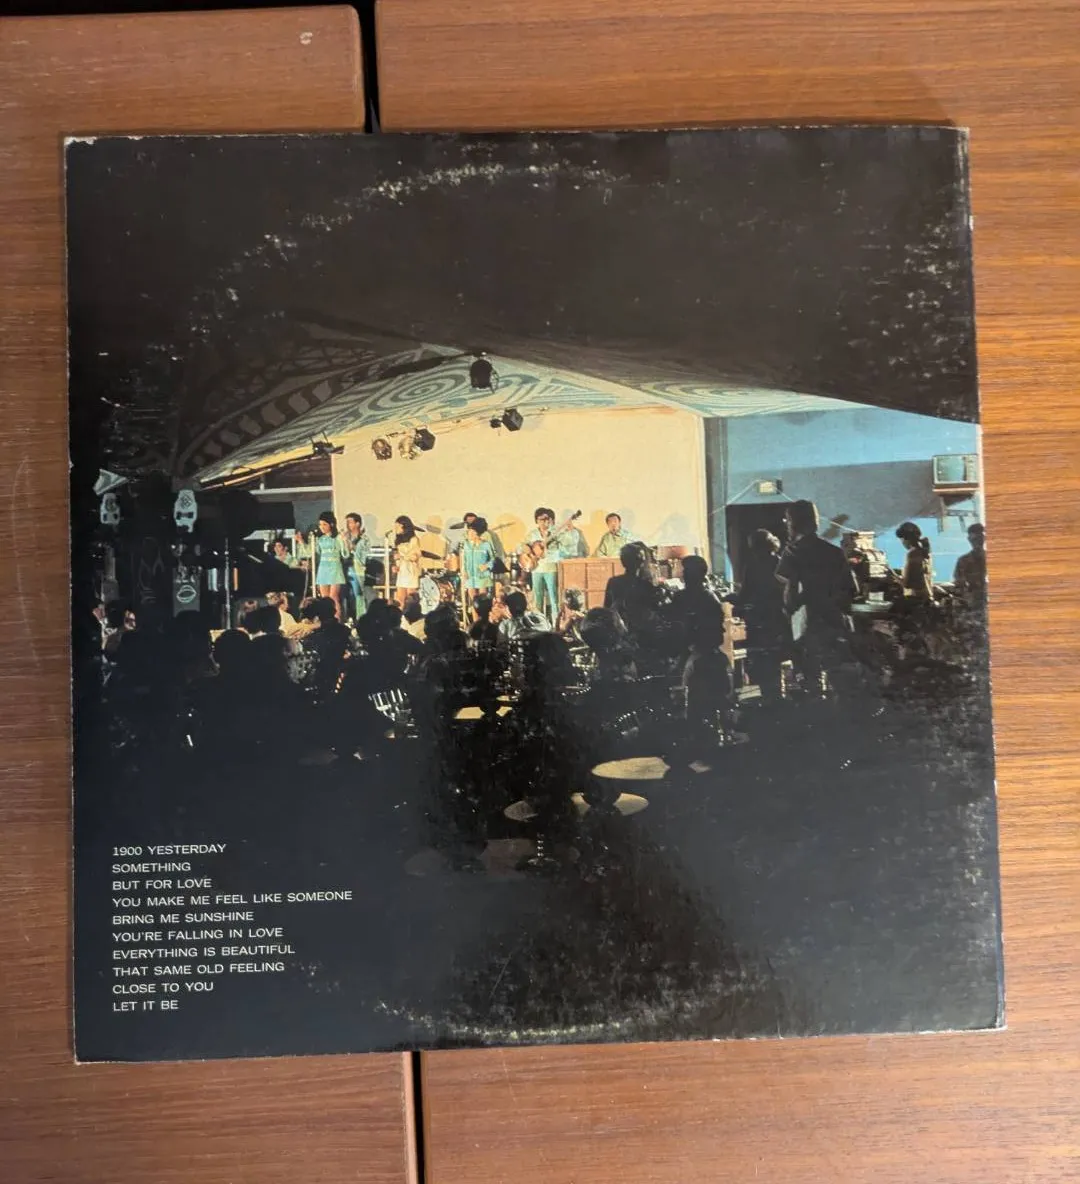 1900 YESTERDAY
SOMETHING
BUT FOR LOVE
YOU MAKE ME FEEL LIKE SOMEONE
BRING ME SUNSHINE
YOU'RE FALLING IN LOVE
EVERYTHING IS BEAUTIFUL
THAT SAME OLD FEELING
CLOSE TO YOU
LET IT BE